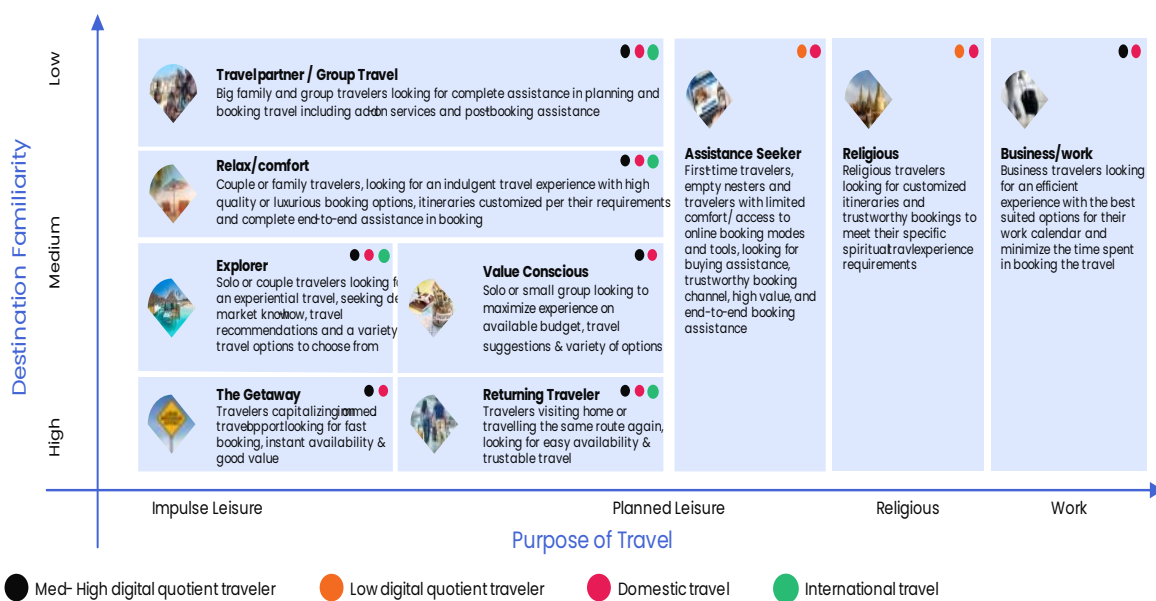 Low
Medium
High
Destination Familiarity
Travel partner / Group Travel
Big family and group travelers looking for complete assistance in planning and
booking travel including add-on services and post-booking assistance
Relax/comfort
Couple or family travelers, looking for an indulgent travel experience with high
quality or luxurious booking options, itineraries customized per their requirements
and complete end-to-end assistance in booking
Explorer
Solo or couple travelers looking
an experiential travel, seeking
market know-how, travel
recommendations and a variety
travel options to choose from
Value Conscious
Solo or small group looking to
maximize experience on
available budget, travel
suggestions & variety of options
The Getaway
Travelers capitalizing
looking for fast
booking, instant availability &
good value
Returning Traveler
Travelers visiting home or
travelling the same route again,
looking for easy availability &
trustable travel
Assistance Seeker
First-time travelers,
empty nesters and
travelers with limited
comfort/ access to
online booking modes
and tools, looking for
buying assistance,
trustworthy booking
channel, high value, and
end-to-end booking
assistance
Religious
Religious travelers
looking for customized
itineraries and
trustworthy bookings to
meet their specific
spiritual travel experience
requirements
Business/work
Business travelers looking
for an efficient
experience with the best
suited options for their
work calendar and
minimize the time spent
in booking the travel
Impulse Leisure
Planned Leisure
Religious
Work
Purpose of Travel
Med- High digital quotient traveler
Low digital quotient traveler
Domestic travel
International travel